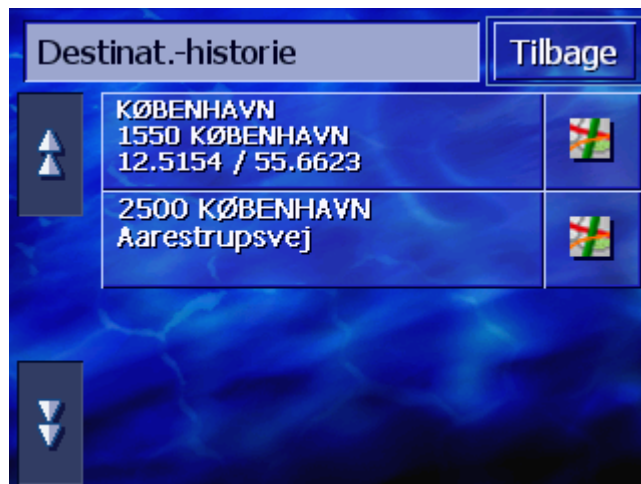 Destinat.-historie
Tilbage
KØBENHAVN
1550 KØBENHAVN
12.5154 / 55.6623
2500 KØBENHAVN
Aarestrupsvej